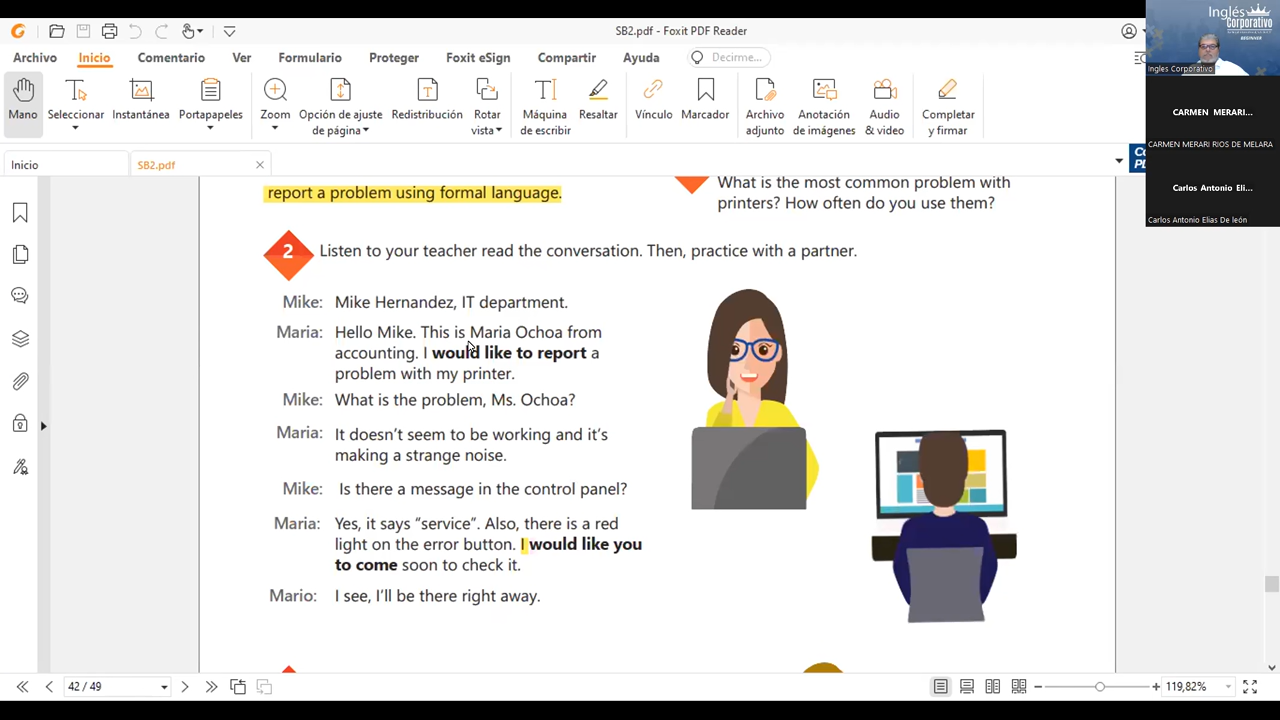 SB2.pdf - Foxit PDF Reader
Archivo Inicio Comentario Ver Formulario Proteger Foxit eSign Compartir Ayuda Decirme...
Mano Seleccionar Instantánea Portapapeles Zoom Opción de ajuste de página Redistribución Rotar vista Máquina de escribir Resaltar Vínculo Marcador Archivo adjunto Anotación de imágenes Audio & video Completar y firmar
Inicio SB2.pdf
report a problem using formal language.
What is the most common problem with
printers? How often do you use them?
2 Listen to your teacher read the conversation. Then, practice with a partner.
Mike: Mike Hernandez, IT department.
Maria: Hello Mike. This is Maria Ochoa from
accounting. I would like to report a
problem with my printer.
Mike: What is the problem, Ms. Ochoa?
Maria: It doesn't seem to be working and it's
making a strange noise.
Mike: Is there a message in the control panel?
Maria: Yes, it says “service”. Also, there is a red
light on the error button. I would like you
to come soon to check it.
Mario: I see, I'll be there right away.
42 / 49
119,82%
Inglés
Corporativo
BEGINNER
Ingles Corporativo
CARMEN MERARI...
CARMEN MERARI RIOS DE MELARA
Carlos Antonio Eli...
Carlos Antonio Elias De león